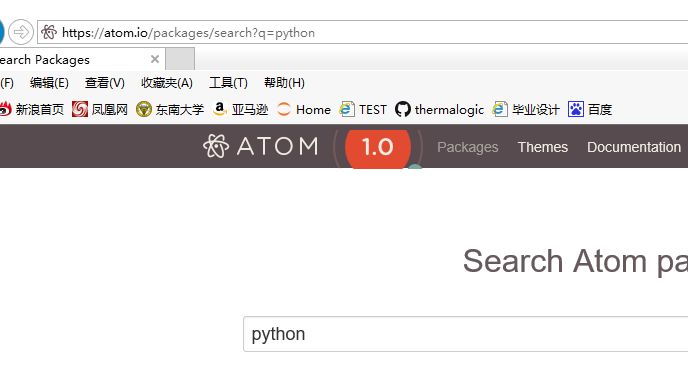 https://atom.io/packages/search?q=python
earch Packages
(F) 编辑(E) 查看(V) 收藏夹(A) 工具(T) 帮助(H)
新浪首页 凤凰网 东南大学 亚马逊 Home TEST thermalogic 毕业设计 百度
ATOM 1.0 Packages Themes Documentation
Search Atom pa
python